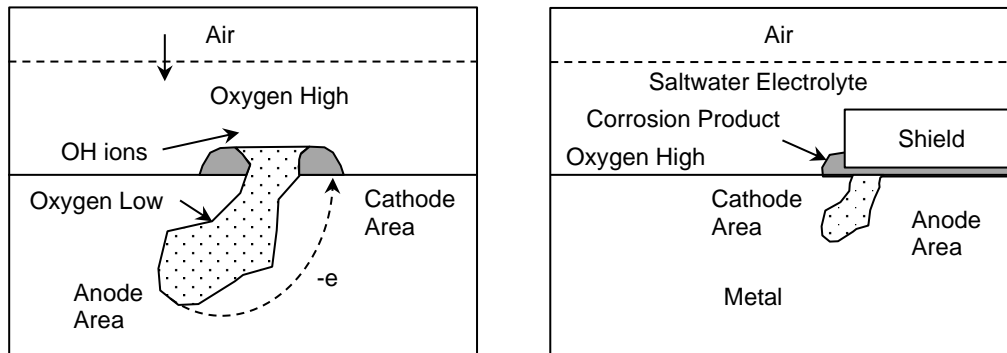 Air
Oxygen High
OH ions
Oxygen Low
Cathode
Area
Anode
Area
-e
Air
Saltwater Electrolyte
Corrosion Product
Shield
Oxygen High
Cathode
Area
Anode
Area
Metal